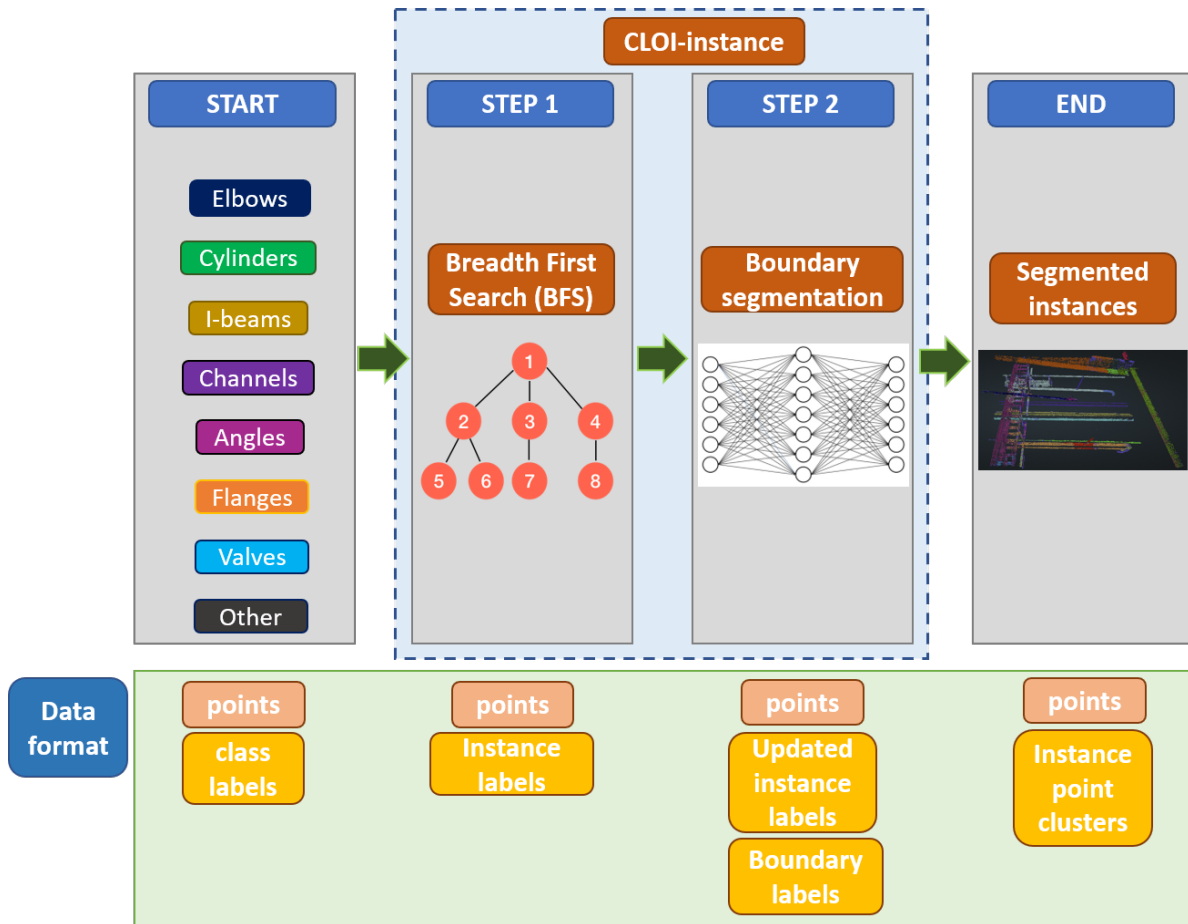 CLOI-instance
START
STEP 1
STEP 2
END
Elbows
Cylinders
I-beams
Channels
Angles
Flanges
Valves
Other
Breadth First
Search (BFS)
1
2
3
4
5
6
7
8
Boundary
segmentation
Segmented
instances
Data
format
points
class
labels
points
Instance
labels
points
Updated
instance
labels
Boundary
labels
points
Instance
point
clusters